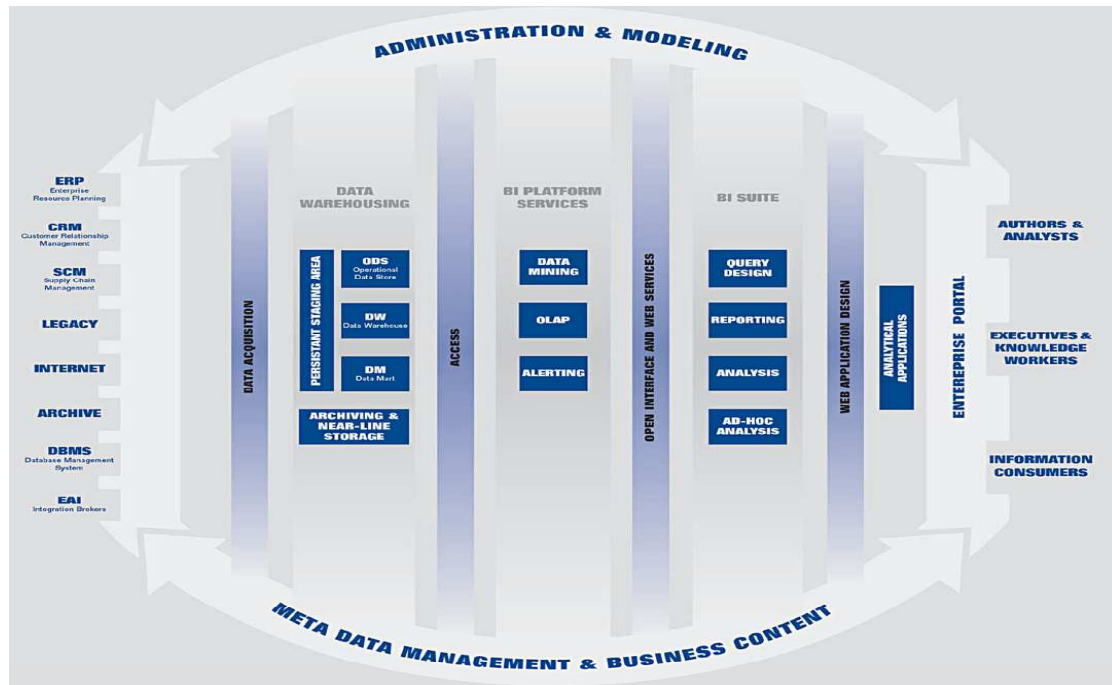 ADMINISTRATION & MODELING
ERP
Enterprise
Resource Planning
CRM
Customer Relationship
Management
SCM
Supply Chain
Management
LEGACY
INTERNET
ARCHIVE
DBMS
Database Management
System
EAI
Integration Brokers
DATA ACQUISITION
DATA
WAREHOUSING
PERSISTANT STAGING AREA
ODS
Operational
Data Store
DW
Data Warehouse
DM
Data Mart
ARCHIVING &
NEAR-LINE
STORAGE
ACCESS
BI PLATFORM
SERVICES
DATA
MINING
OLAP
ALERTING
OPEN INTERFACE AND WEB SERVICES
BI SUITE
QUERY
DESIGN
REPORTING
ANALYSIS
AD-HOC
ANALYSIS
WEB APPLICATION DESIGN
ANALYTICAL
APPLICATIONS
ENTEREPRISE PORTAL
AUTHORS &
ANALYSTS
EXECUTIVES &
KNOWLEDGE
WORKERS
INFORMATION
CONSUMERS
META DATA MANAGEMENT & BUSINESS CONTENT